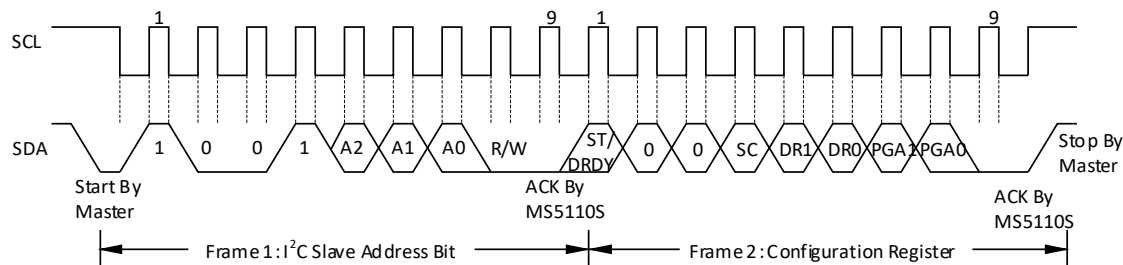 1 9 1 9
SCL
SDA 1 0 0 1 A2 A1 A0 R/W ST/ DRDY 0 0 SC DR1 DR0 PGA1 PGA0 Stop By Master
Start By Master
ACK By MS5110S
ACK By MS5110S
Frame 1: I²C Slave Address Bit Frame 2: Configuration Register